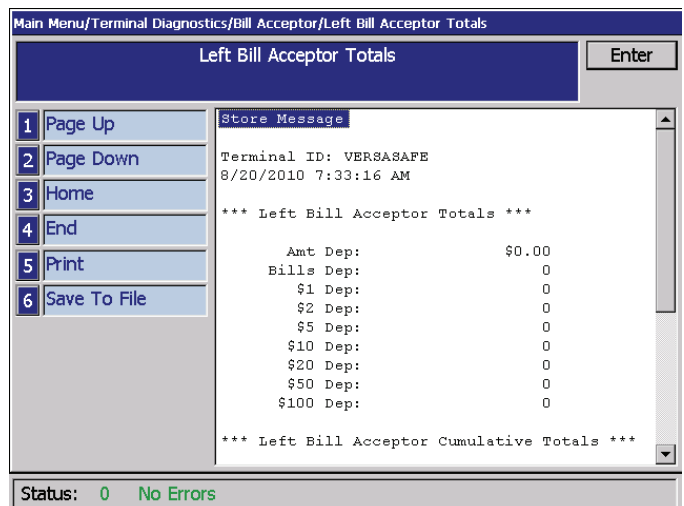 Main Menu/Terminal Diagnostics/Bill Acceptor/Left Bill Acceptor Totals
Left Bill Acceptor Totals
Enter
1 Page Up
2 Page Down
3 Home
4 End
5 Print
6 Save To File
Store Message
Terminal ID: VERSASAFE
8/20/2010 7:33:16 AM
*** Left Bill Acceptor Totals ***
Amt Dep: $0.00
Bills Dep: 0
$1 Dep: 0
$2 Dep: 0
$5 Dep: 0
$10 Dep: 0
$20 Dep: 0
$50 Dep: 0
$100 Dep: 0
*** Left Bill Acceptor Cumulative Totals ***
Status: 0 No Errors